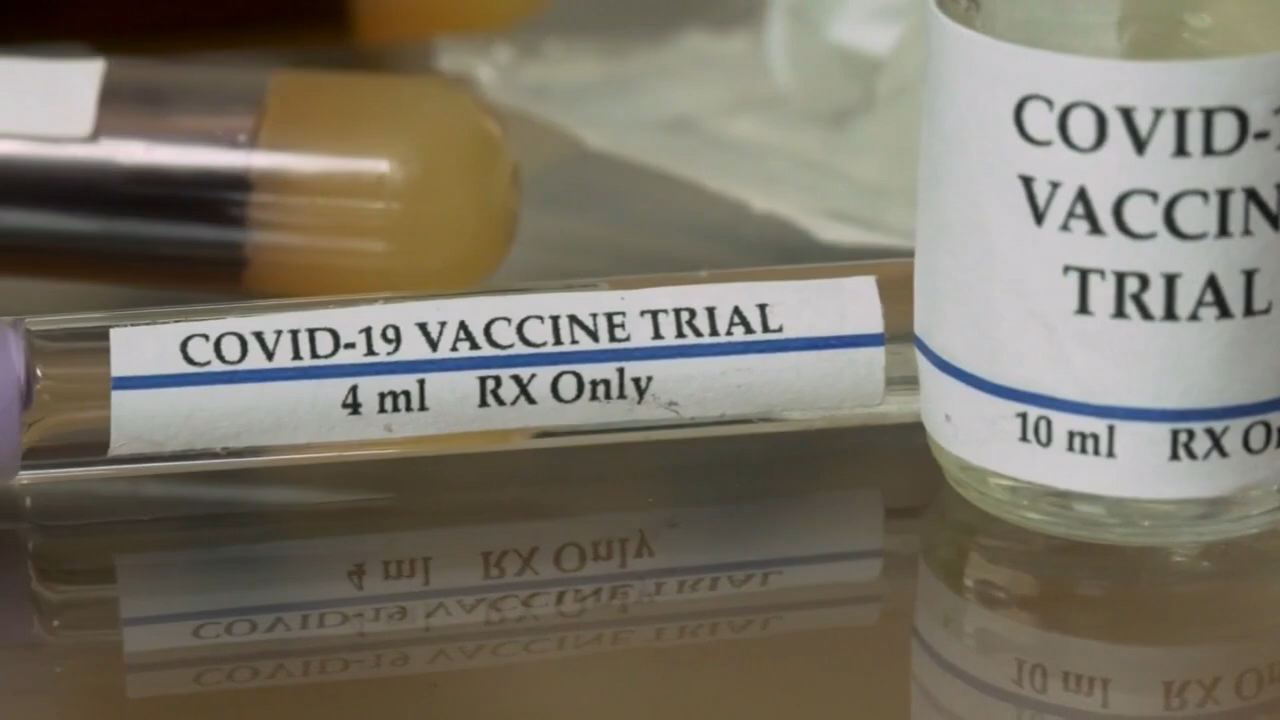 COVID-19 VACCINE TRIAL
4 ml RX Only
COVID-
VACCIN
TRIAL
10 ml RX O